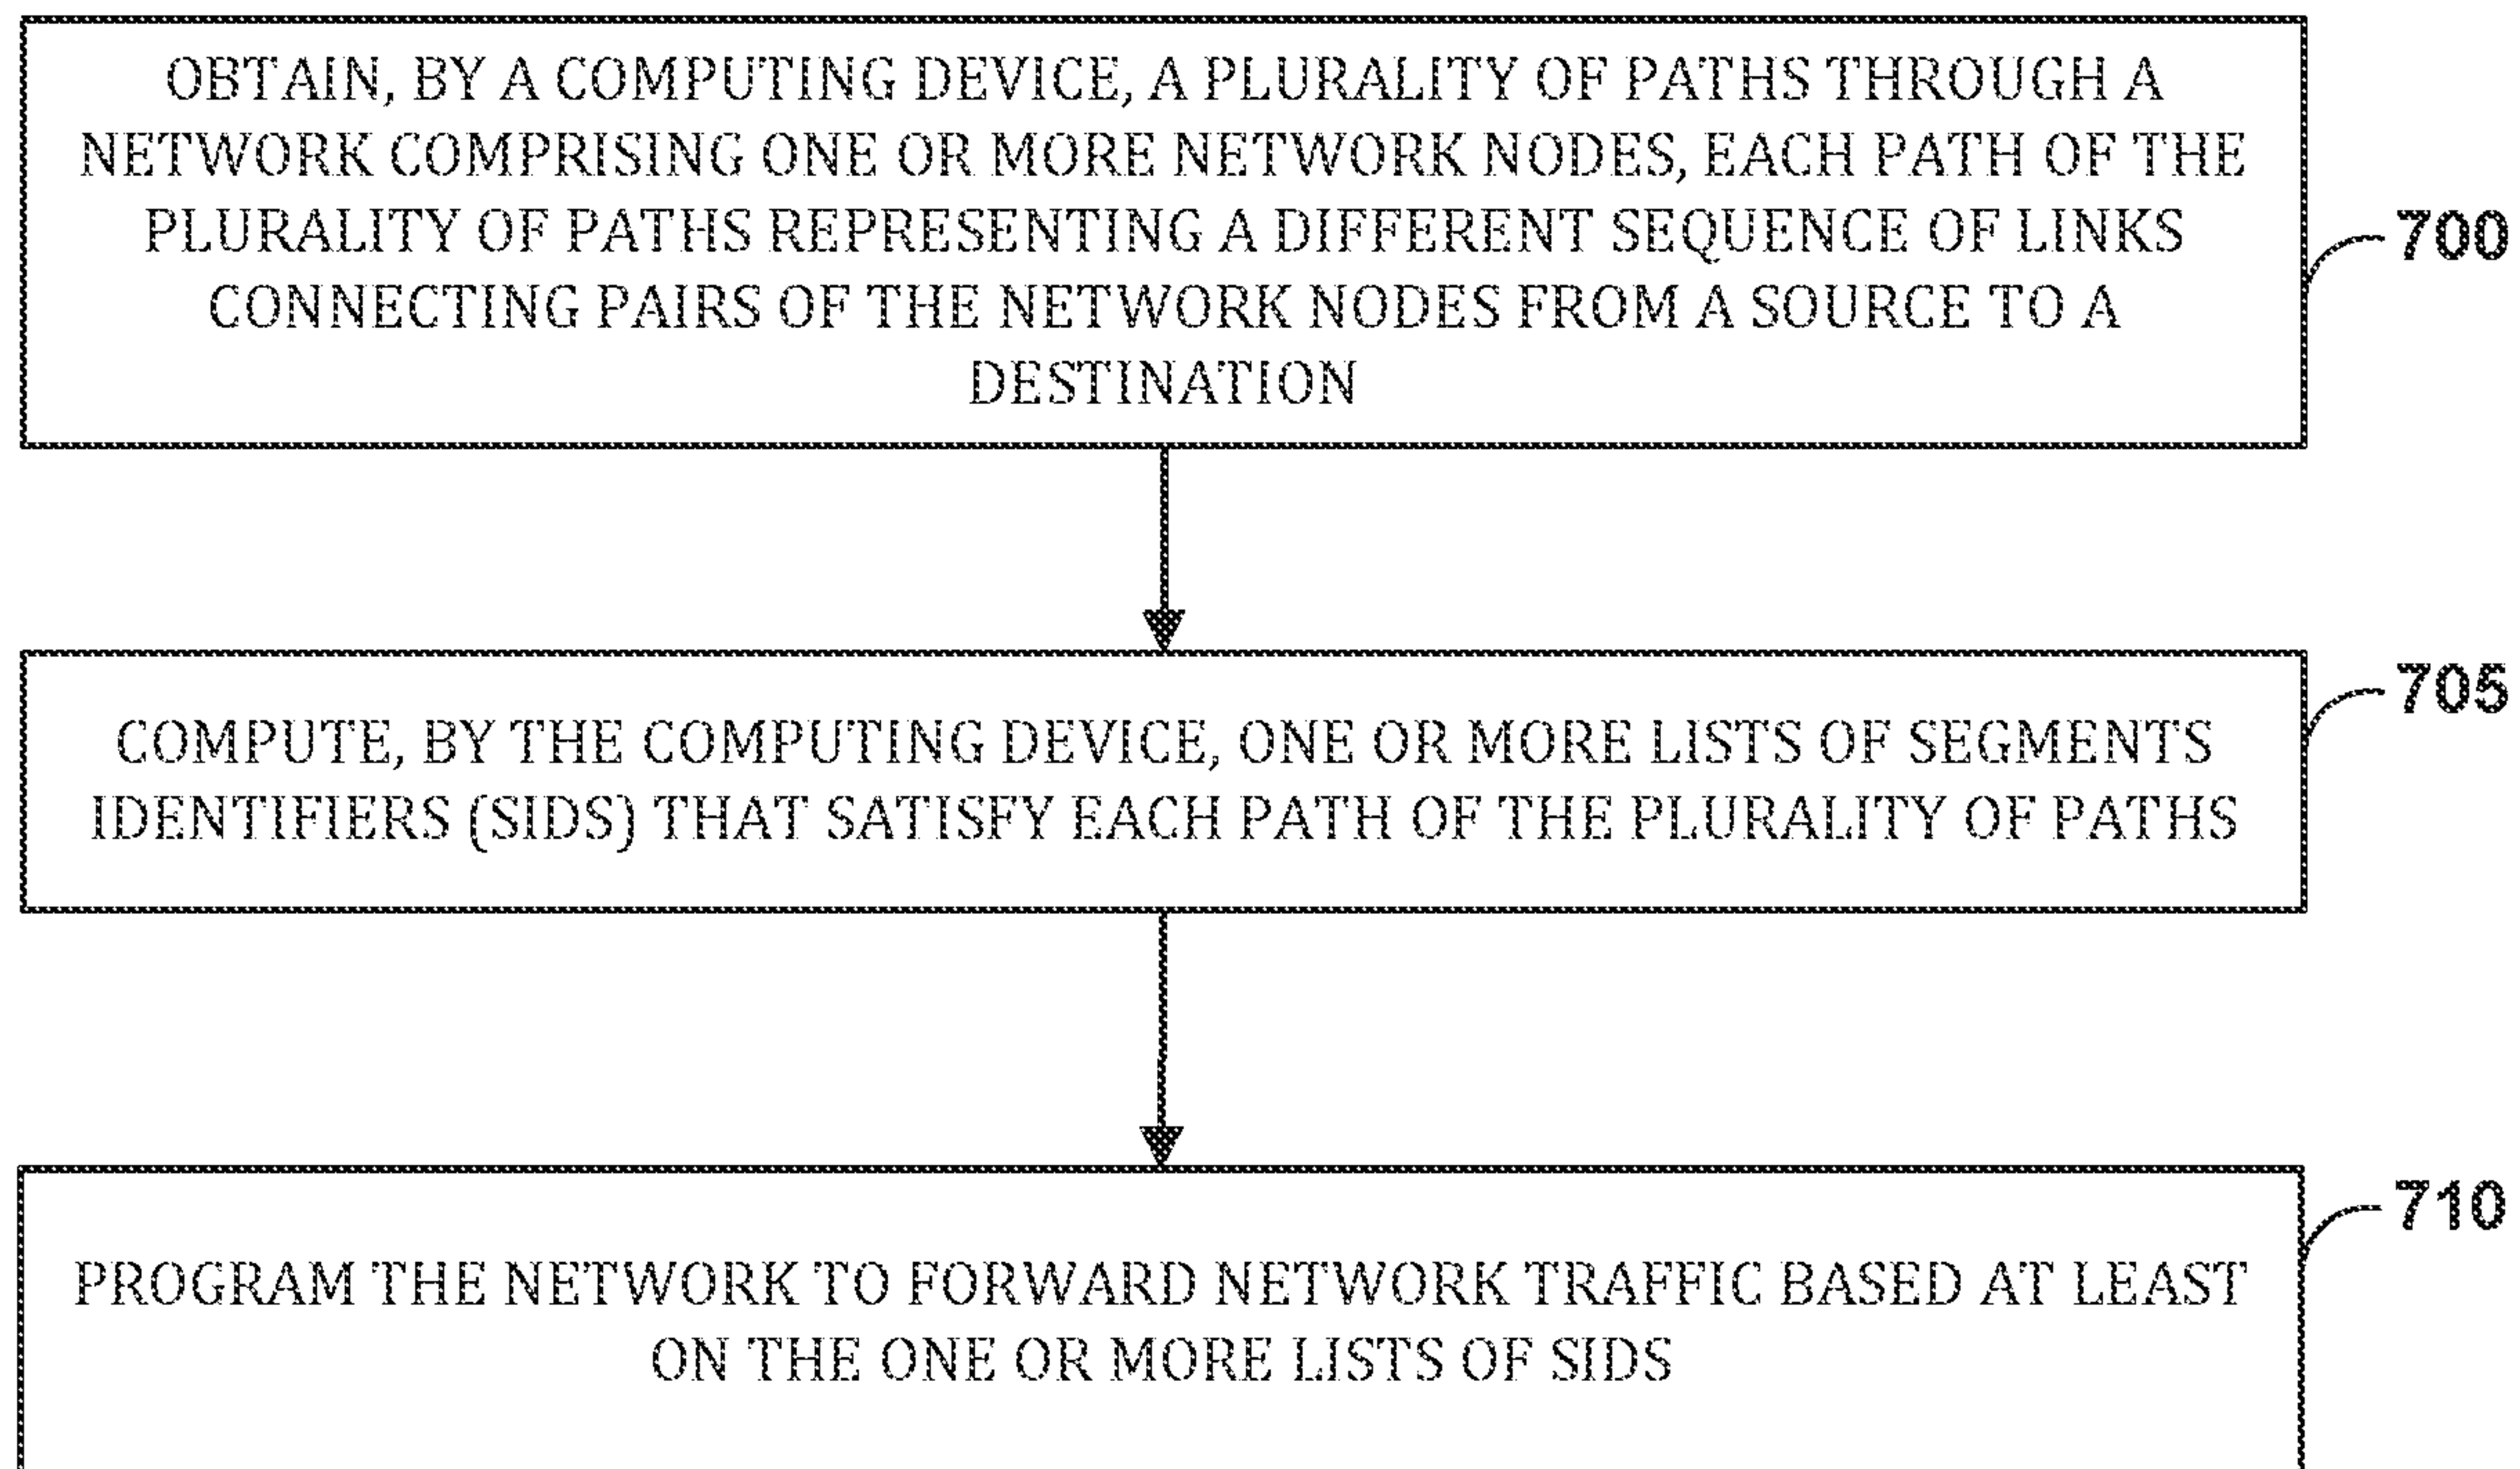 OBTAIN, BY A COMPUTING DEVICE, A PLURALITY OF PATHS THROUGH A
NETWORK COMPRISING ONE OR MORE NETWORK NODES, EACH PATH OF THE
PLURALITY OF PATHS REPRESENTING A DIFFERENT SEQUENCE OF LINKS
CONNECTING PAIRS OF THE NETWORK NODES FROM A SOURCE TO A
DESTINATION
700
COMPUTE, BY THE COMPUTING DEVICE, ONE OR MORE LISTS OF SEGMENTS
IDENTIFIERS (SIDS) THAT SATISFY EACH PATH OF THE PLURALITY OF PATHS
705
PROGRAM THE NETWORK TO FORWARD NETWORK TRAFFIC BASED AT LEAST
ON THE ONE OR MORE LISTS OF SIDS
710